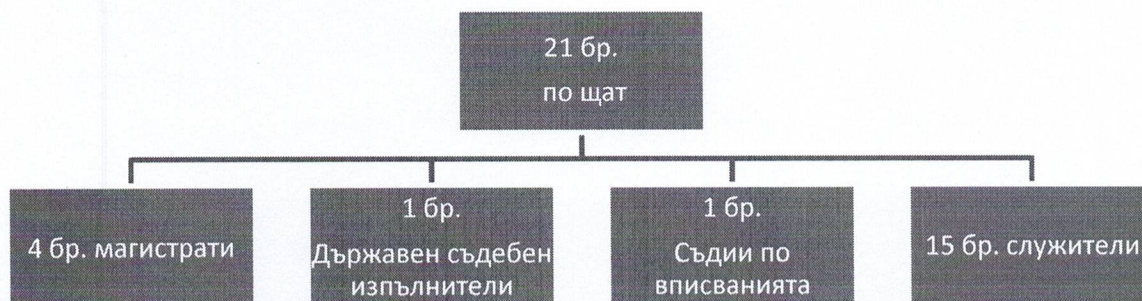 21 бр.
по щат
4 бр. магистрати
1 бр.
Държавен съдебен
изпълнители
1 бр.
Съдии по
вписванията
15 бр. служители